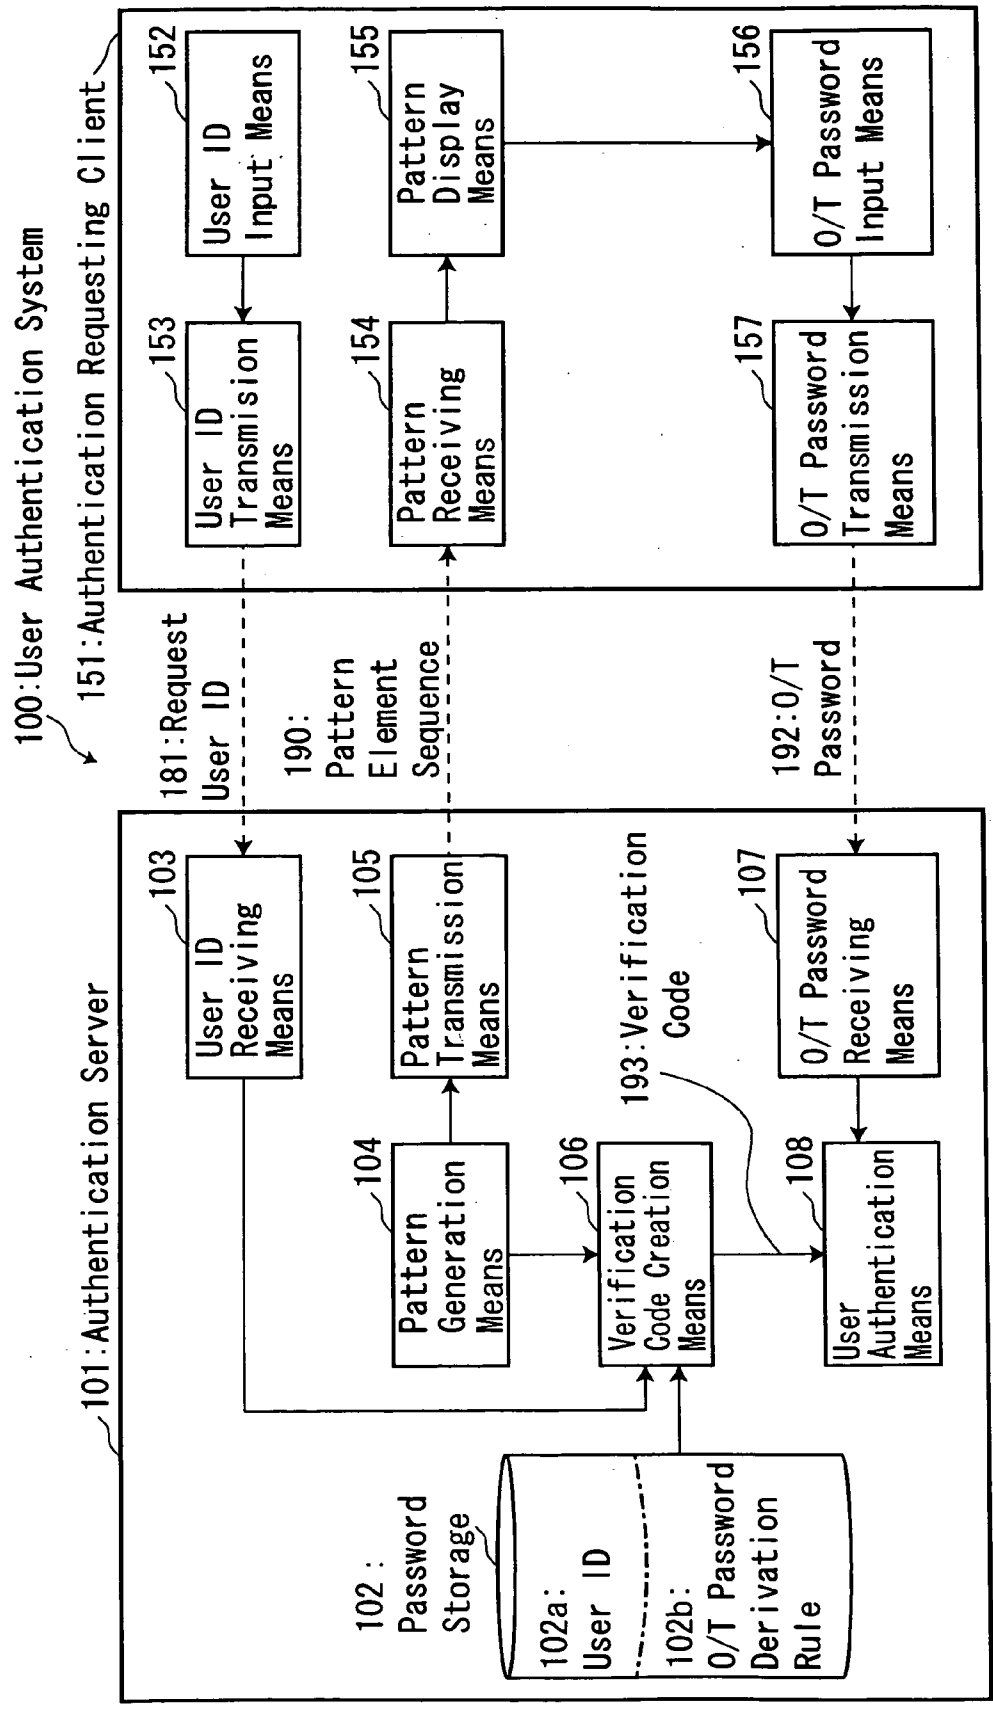 100:User Authentication System
101:Authentication Server
151:Authentication Requesting Client
103
User ID
Receiving
Means
181:Request
User ID
153
User ID
Transmision
Means
152
User ID
Input Means
104
Pattern
Generation
Means
105
Pattern
Transmission
Means
190:
Pattern
Element
Sequence
154
Pattern
Receiving
Means
155
Pattern
Display
Means
102:
Password
Storage
102a:
User ID
102b:
O/T Password
Derivation
Rule
106
Verification
Code Creation
Means
193:Verification
Code
108
User
Authentication
Means
107
O/T Password
Receiving
Means
192:O/T
Password
157
O/T Password
Transmission
Means
156
O/T Password
Input Means